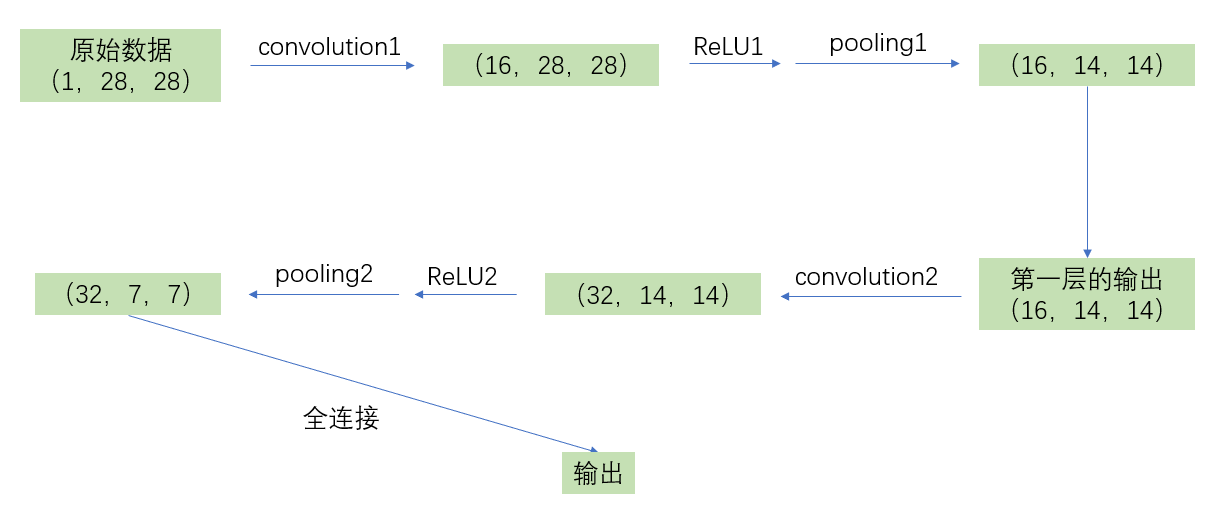 原始数据
（1，28，28）
convolution1
（16，28，28）
ReLU1
pooling1
（16，14，14）
第一层的输出
（16，14，14）
convolution2
（32，14，14）
ReLU2
pooling2
（32，7，7）
全连接
输出